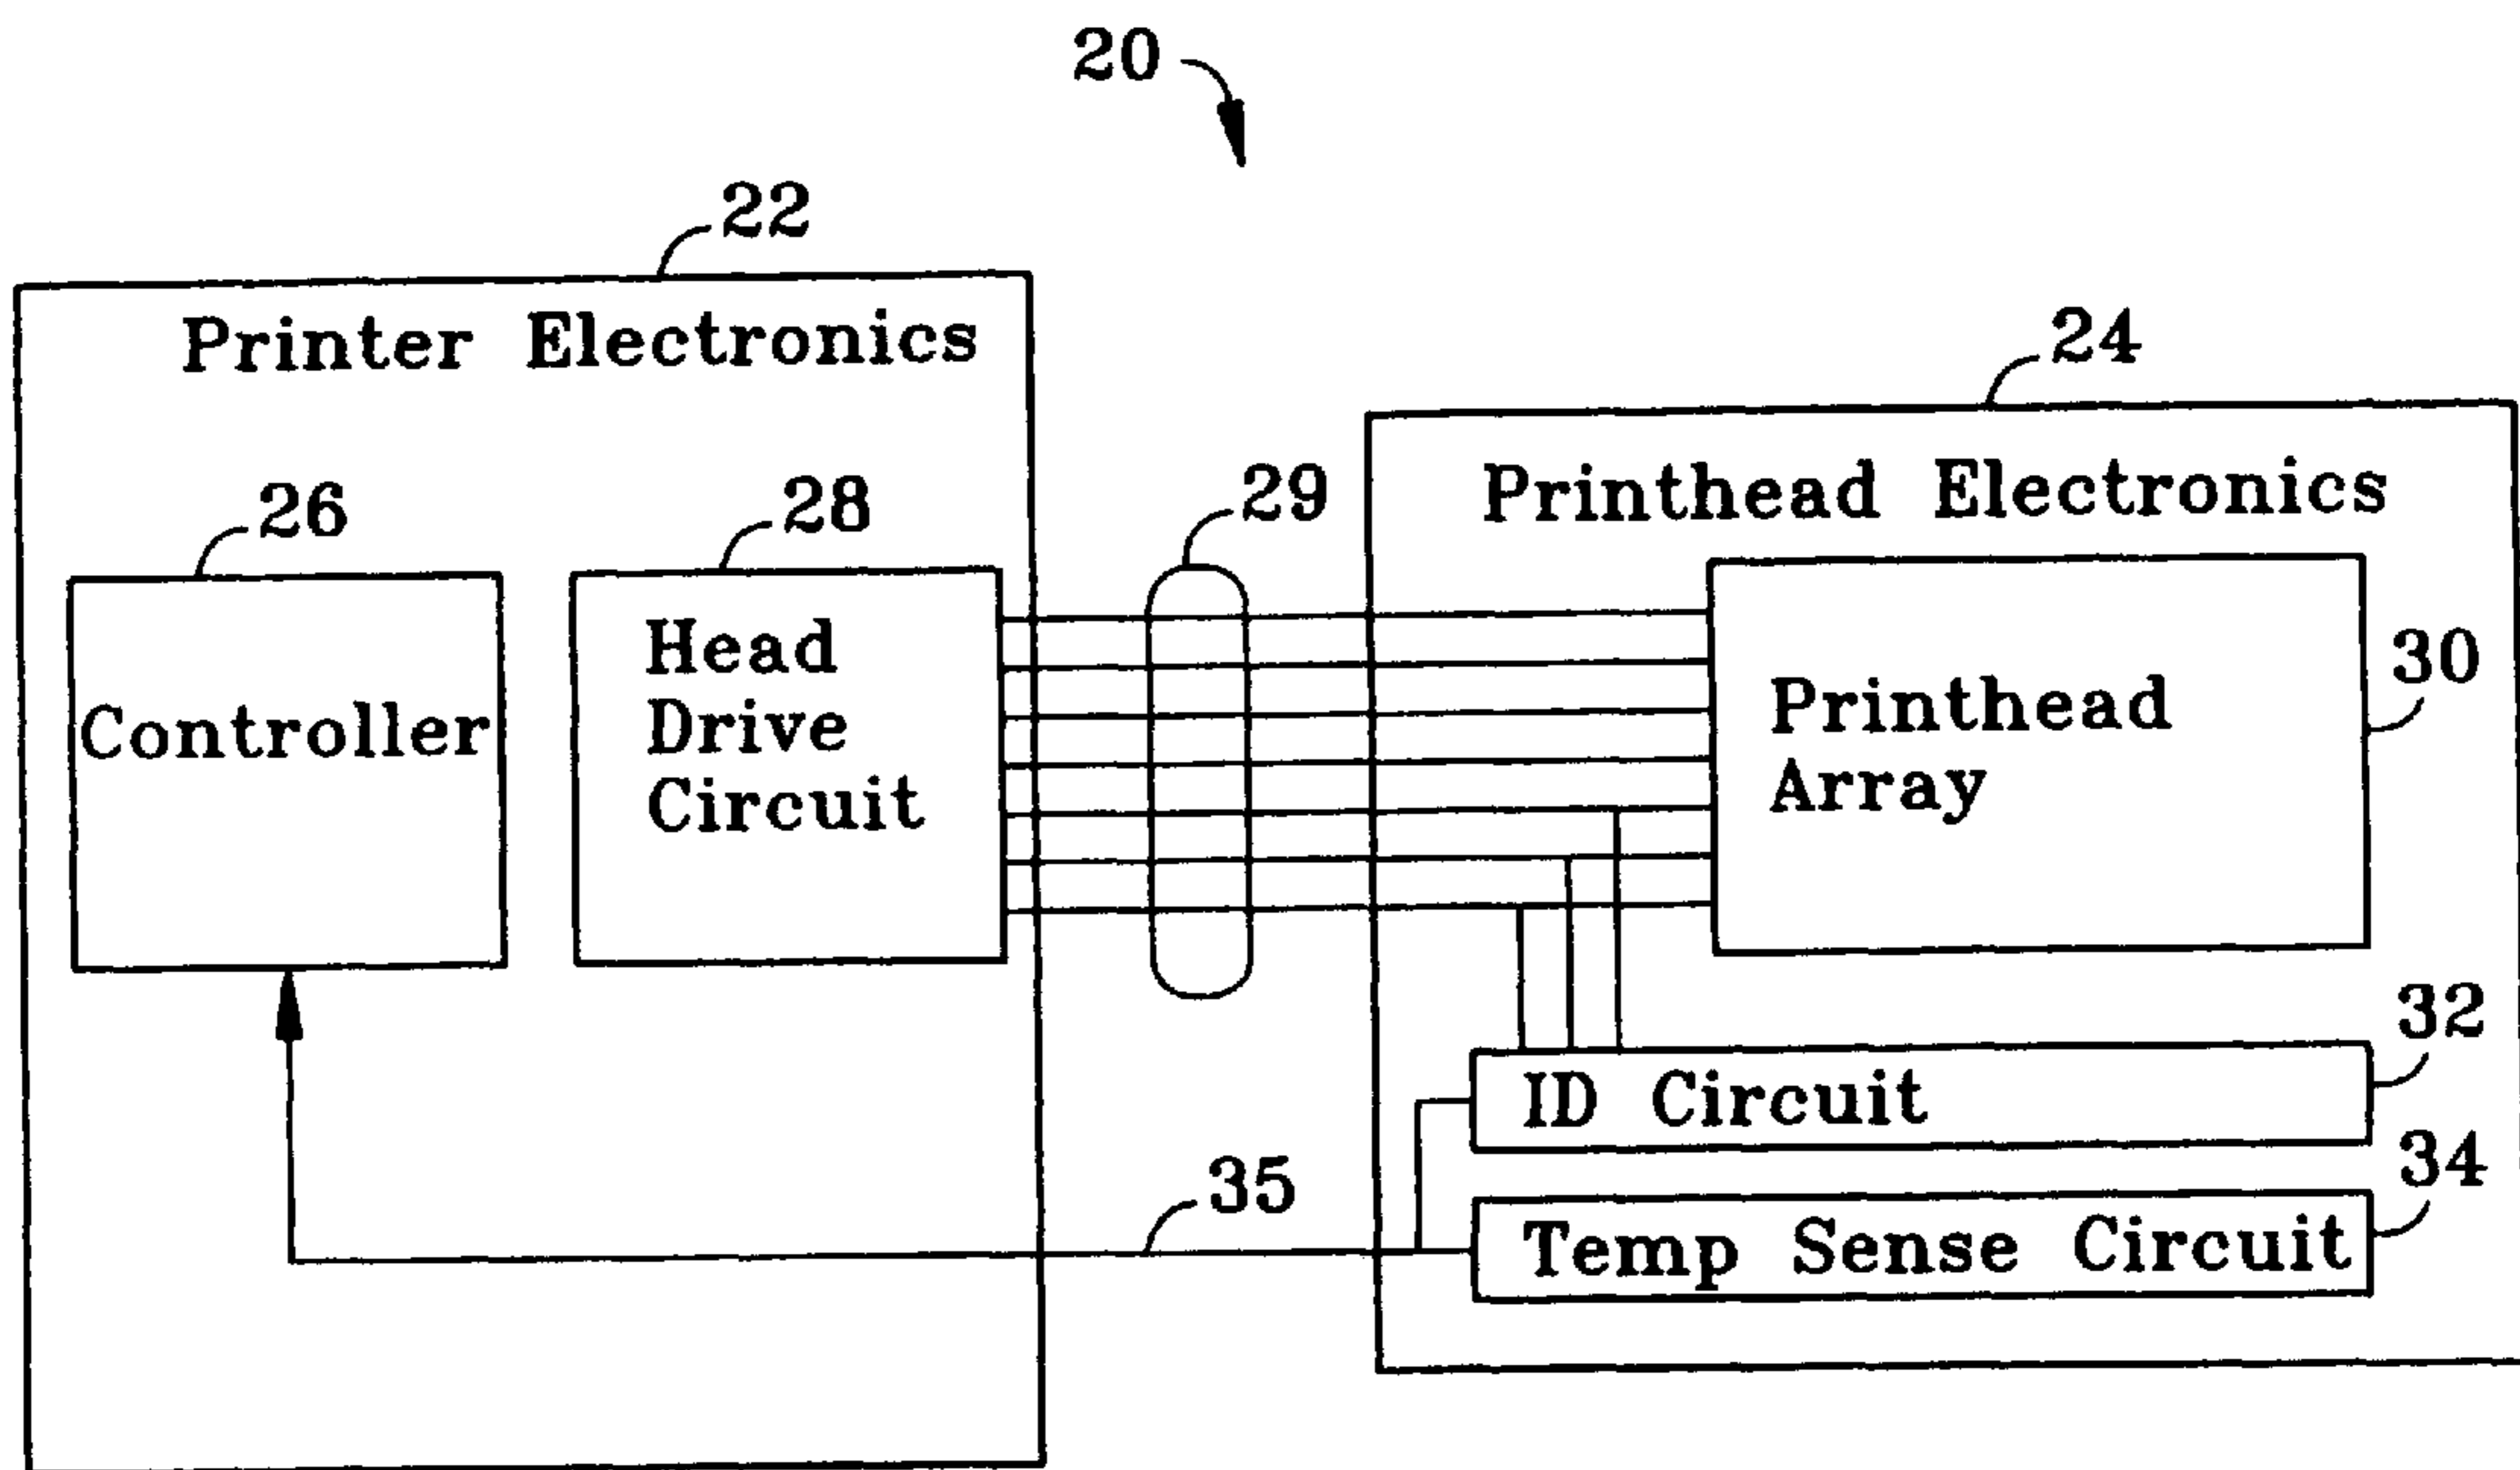 20
22
Printer Electronics
24
Printhead Electronics
26
28
29
Controller
Head
Drive
Circuit
Printhead
Array
30
32
ID Circuit
34
Temp Sense Circuit
35